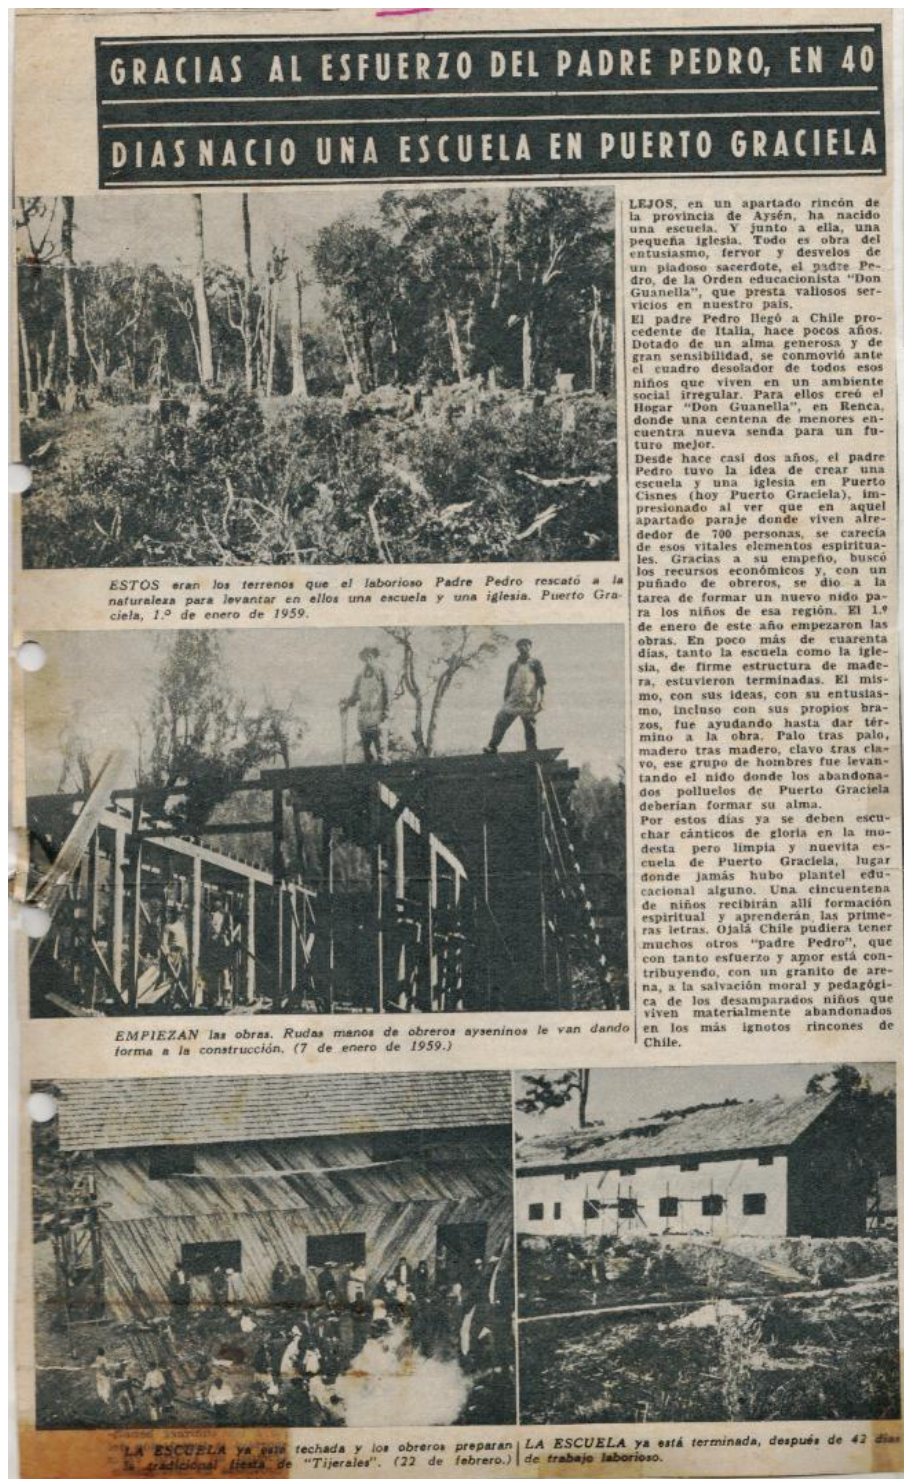 GRACIAS AL ESFUERZO DEL PADRE PEDRO, EN 40
DIAS NACIO UNA ESCUELA EN PUERTO GRACIELA
LEJOS, en un apartado rincón de
la provincia de Aysén, ha nacido
una escuela. Y junto a ella, una
pequeña iglesia. Todo es obra del
entusiasmo, fervor y desvelos de
un piadoso sacerdote, el padre Pe-
dro, de la Orden educacionista "Don
Guanella", que presta valiosos ser-
vicios en nuestro país.
El padre Pedro llegó a Chile pro-
cedente de Italia, hace pocos años.
Dotado de un alma generosa y de
gran sensibilidad, se conmovió ante
el cuadro desolador de todos esos
niños que viven en un ambiente
social irregular. Para ellos creó el
Hogar "Don Guanella", en Renca,
donde una centena de menores en-
cuentra nueva senda para un fu-
turo mejor.
Desde hace casi dos años, el padre
Pedro tuvo la idea de crear una
escuela y una iglesia en Puerto
Cisnes (hoy Puerto Graciela), im-
presionado al ver que en aquel
apartado paraje donde viven alre-
dedor de 700 personas, se carecía
de esos vitales elementos espiritua-
les. Gracias a su empeño, buscó
los recursos económicos y, con un
puñado de obreros, se dio a la
tarea de formar un nuevo nido pa-
ra los niños de esa región. El 1.º
de enero de este año empezaron las
obras. En poco más de cuarenta
días, tanto la escuela como la igle-
sia, de firme estructura de made-
ra, estuvieron terminadas. El mis-
mo, con sus ideas, con su entusias-
mo, incluso con sus propios bra-
zos, fue ayudando hasta dar tér-
mino a la obra. Palo tras palo,
madero tras madero, clavo tras cla-
vo, ese grupo de hombres fue levan-
tando el nido donde los abandona-
dos polluelos de Puerto Graciela
deberían formar su alma.
Por estos días ya se deben escu-
char cánticos de gloria en la mo-
desta pero limpia y nuevita es-
cuela de Puerto Graciela, lugar
donde jamás hubo plantel edu-
cacional alguno. Una cincuentena
de niños recibirán allí formación
espiritual y aprenderán las prime-
ras letras. Ojalá Chile pudiera tener
muchos otros "padre Pedro", que
con tanto esfuerzo y amor está con-
tribuyendo, con un granito de are-
na, a la salvación moral y pedagógi-
ca de los desamparados niños que
viven materialmente abandonados
en los más ignotos rincones de
Chile.
ESTOS eran los terrenos que el laborioso Padre Pedro rescató a la
naturaleza para levantar en ellos una escuela y una iglesia. Puerto Gra-
ciela, 1.º de enero de 1959.
EMPIEZAN las obras. Rudas manos de obreros ayseninos le van dando
forma a la construcción. (7 de enero de 1959.)
LA ESCUELA ya está techada y los obreros preparan
la tradicional fiesta de "Tijerales". (22 de febrero.)
LA ESCUELA ya está terminada, después de 42 días
de trabajo laborioso.